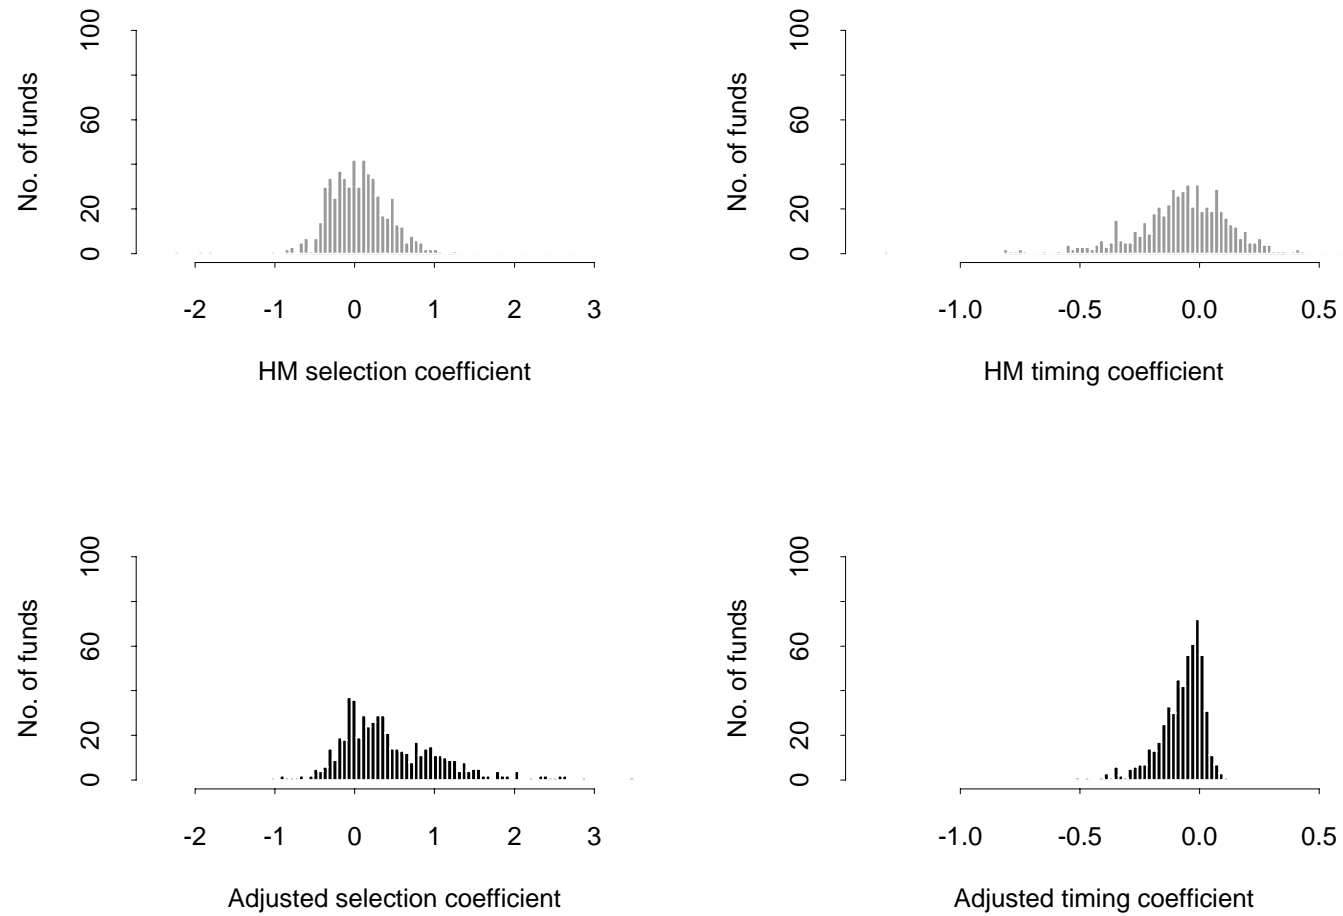 No. of funds
100
60
20
0
-2 -1 0 1 2 3
HM selection coefficient
No. of funds
100
60
20
0
-1.0 -0.5 0.0 0.5
HM timing coefficient
No. of funds
100
60
20
0
-2 -1 0 1 2 3
Adjusted selection coefficient
No. of funds
100
60
20
0
-1.0 -0.5 0.0 0.5
Adjusted timing coefficient